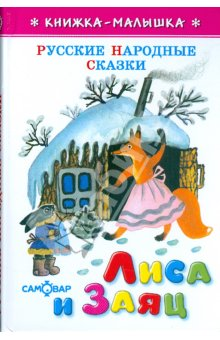 * КНИЖКА-МАЛЫШКА *
РУССКИЕ НАРОДНЫЕ
СКАЗКИ
ЛИСА
И ЗАЯЦ
САМОВАР